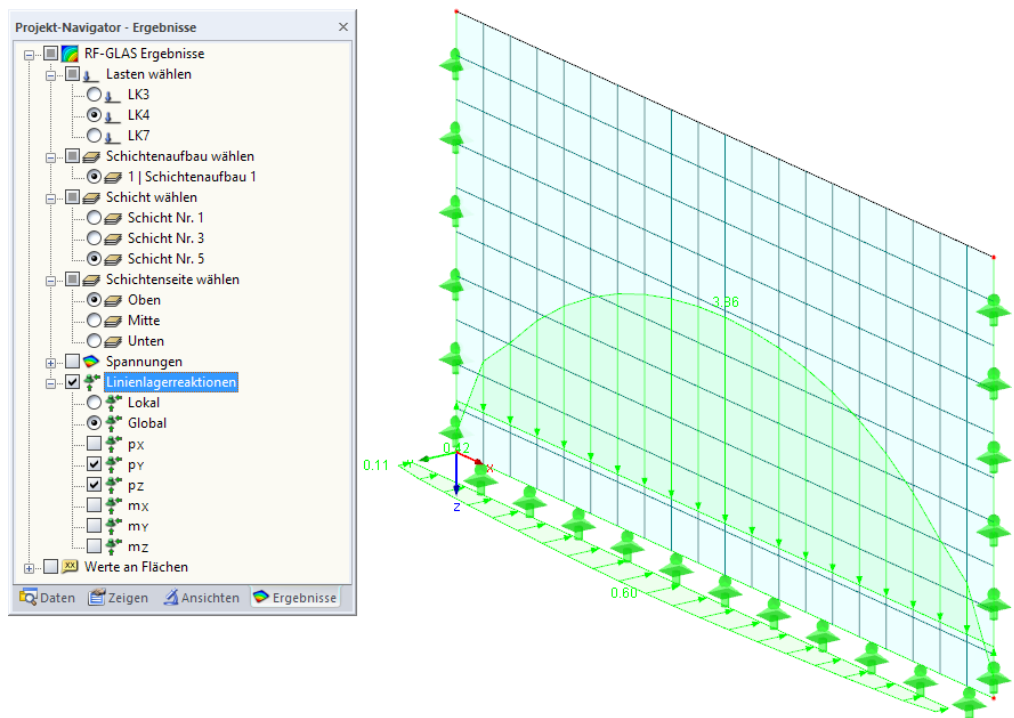 Projekt-Navigator - Ergebnisse
RF-GLAS Ergebnisse
Lasten wählen
LK3
LK4
LK7
Schichtenaufbau wählen
1 | Schichtenaufbau 1
Schicht wählen
Schicht Nr. 1
Schicht Nr. 3
Schicht Nr. 5
Schichtenseite wählen
Oben
Mitte
Unten
Spannungen
Linienlagerreaktionen
Lokal
Global
pX
pY
pZ
mX
mY
mZ
xx Werte an Flächen
Daten Zeigen Ansichten Ergebnisse
3.36
0.12
0.11
X
Z
0.60